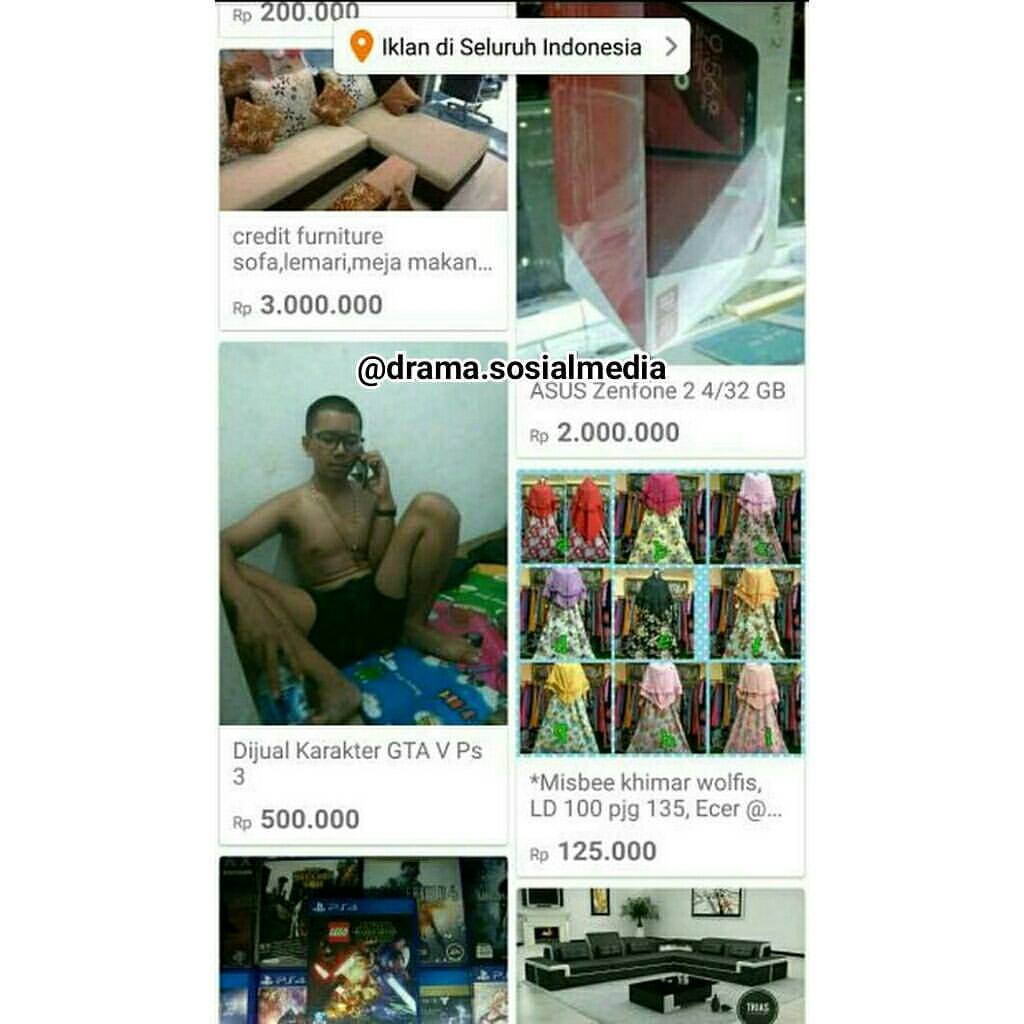 Rp 200.000
Iklan di Seluruh Indonesia
credit furniture
sofa,lemari,meja makan...
Rp 3.000.000
@drama.sosialmedia
ASUS Zenfone 2 4/32 GB
Rp 2.000.000
Dijual Karakter GTA V Ps
3
Rp 500.000
*Misbee khimar wolfis,
LD 100 pjg 135, Ecer @...
Rp 125.000
PS4
LEGO
PS4
PS4
TRIAS